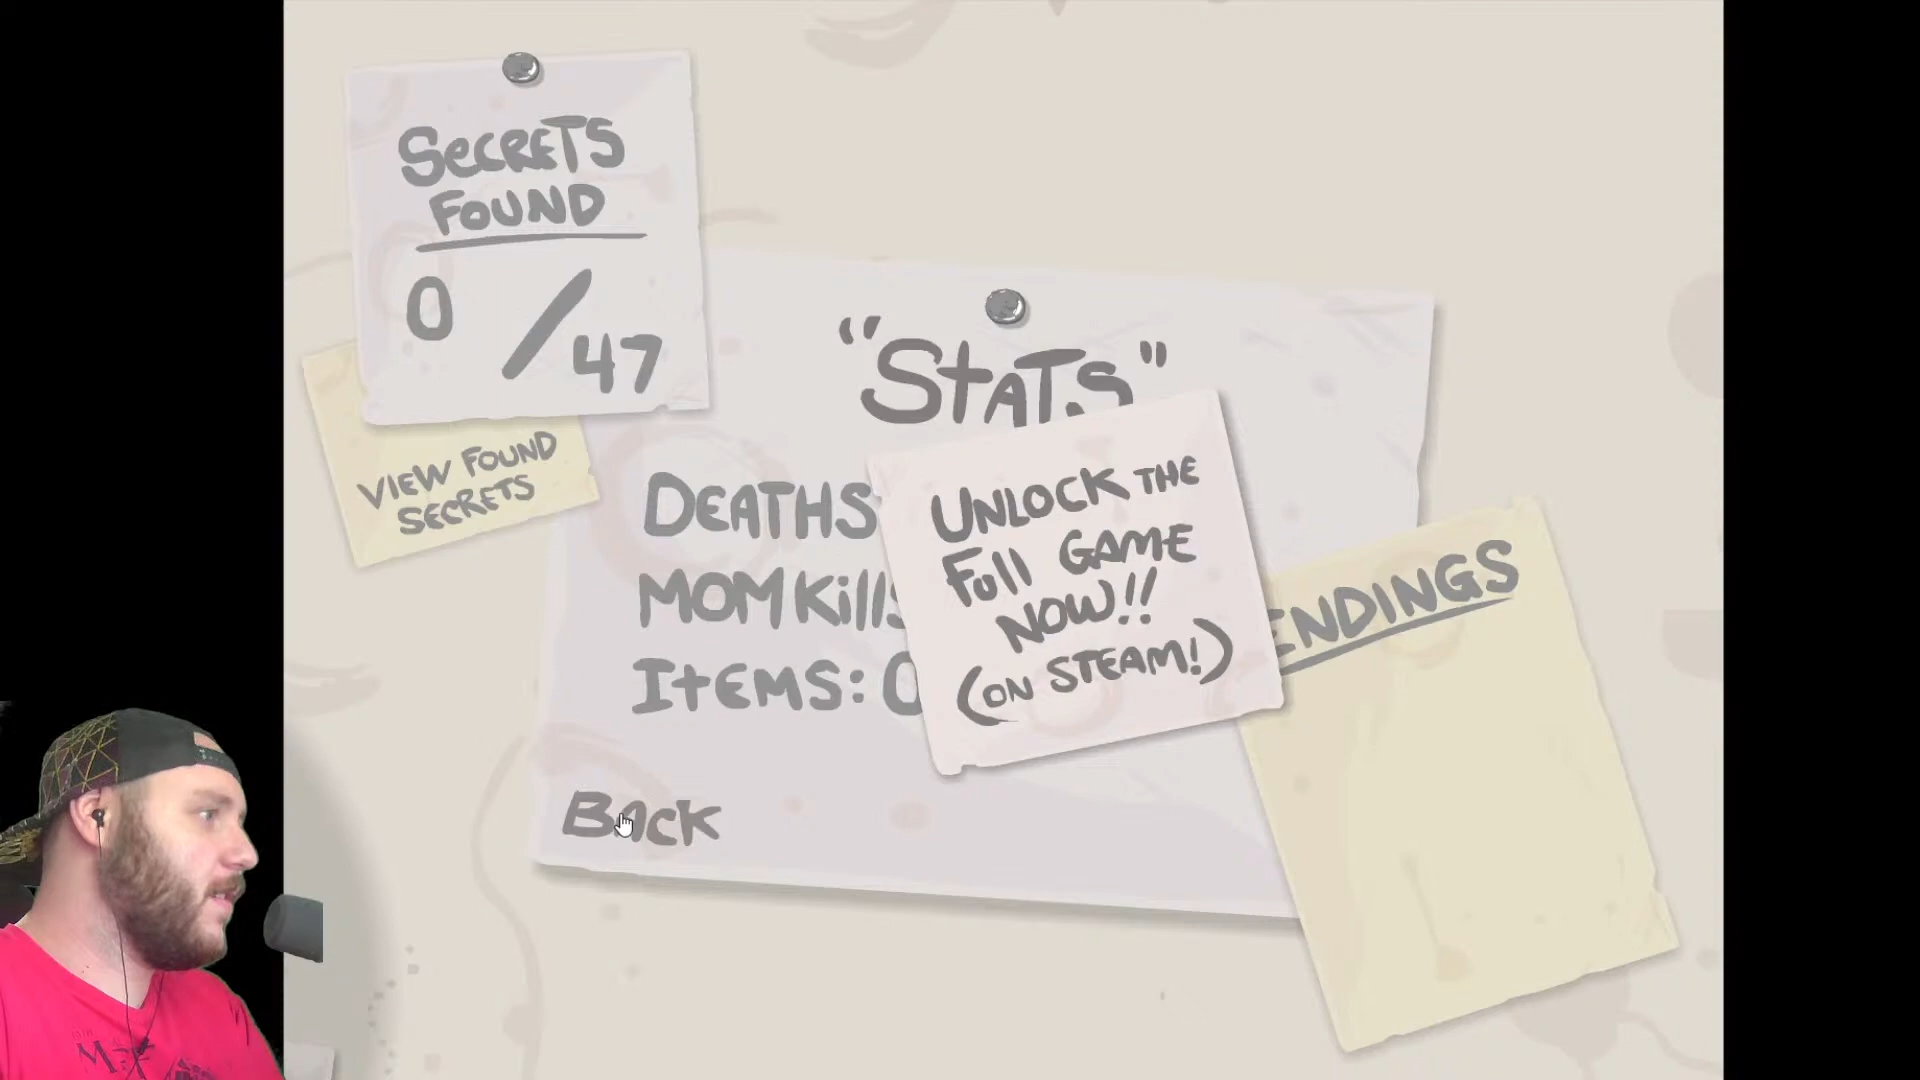 SECRETS
FOUND
0 / 47
VIEW FOUND
SECRETS
"STATS"
DEATHS
MOM Kills
ITEMS: 0
BACK
UNLOCK THE
Full GAME
NOW!!
(ON STEAM!)
ENDINGS